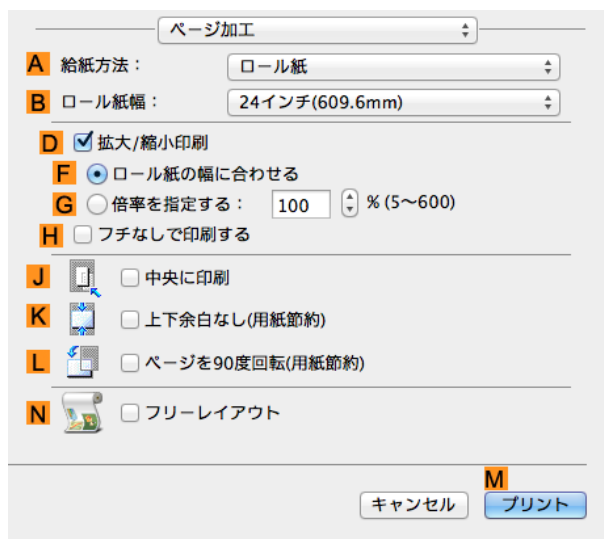 ページ加工
A 給紙方法： ロール紙
B ロール紙幅： 24インチ(609.6mm)
D 拡大/縮小印刷
F ロール紙の幅に合わせる
G 倍率を指定する： 100 % (5～600)
H フチなしで印刷する
J 中央に印刷
K 上下余白なし(用紙節約)
L ページを90度回転(用紙節約)
N フリーレイアウト
M
キャンセル プリント